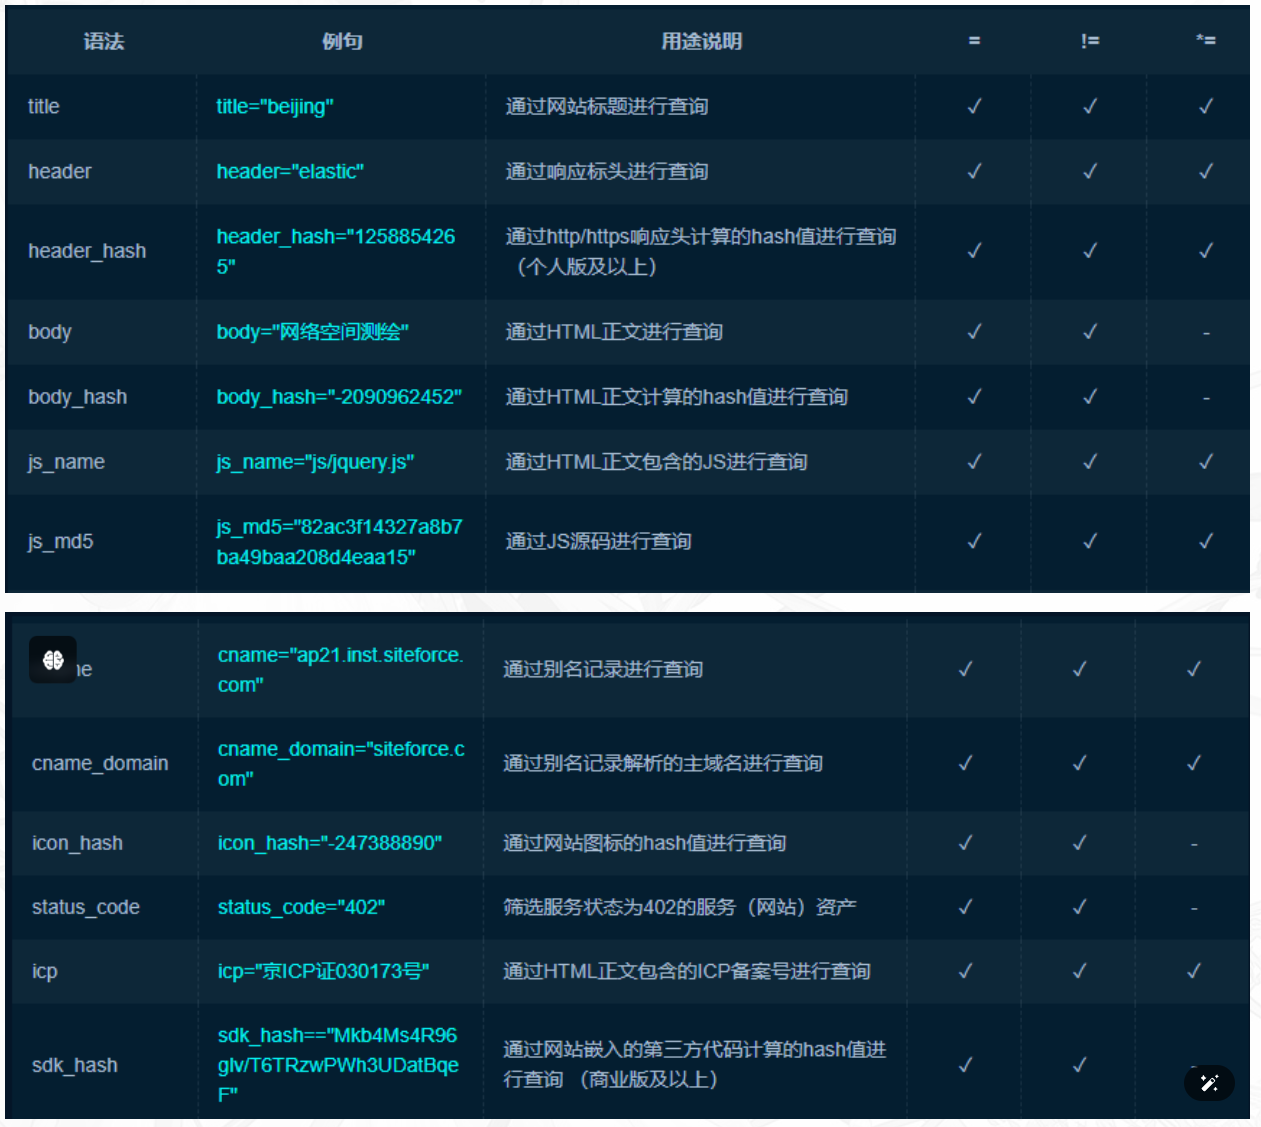 语法 例句 用途说明 = != *=
title title="beijing" 通过网站标题进行查询 ✓ ✓ ✓
header header="elastic" 通过响应标头进行查询 ✓ ✓ ✓
header_hash header_hash="125885426
5" 通过http/https响应头计算的hash值进行查询
（个人版及以上） ✓ ✓ ✓
body body="网络空间测绘" 通过HTML正文进行查询 ✓ ✓ -
body_hash body_hash="-2090962452" 通过HTML正文计算的hash值进行查询 ✓ ✓ -
js_name js_name="js/jquery.js" 通过HTML正文包含的JS进行查询 ✓ ✓ ✓
js_md5 js_md5="82ac3f14327a8b7
ba49baa208d4eaa15" 通过JS源码进行查询 ✓ ✓ ✓
cname="ap21.inst.siteforce.
com" 通过别名记录进行查询 ✓ ✓ ✓
cname_domain cname_domain="siteforce.c
om" 通过别名记录解析的主域名进行查询 ✓ ✓ ✓
icon_hash icon_hash="-247388890" 通过网站图标的hash值进行查询 ✓ ✓ -
status_code status_code="402" 筛选服务状态为402的服务（网站）资产 ✓ ✓ -
icp icp="京ICP证030173号" 通过HTML正文包含的ICP备案号进行查询 ✓ ✓ ✓
sdk_hash sdk_hash=="Mkb4Ms4R96
glv/T6TRzwPWh3UDatBqe
F" 通过网站嵌入的第三方代码计算的hash值进
行查询 （商业版及以上） ✓ ✓